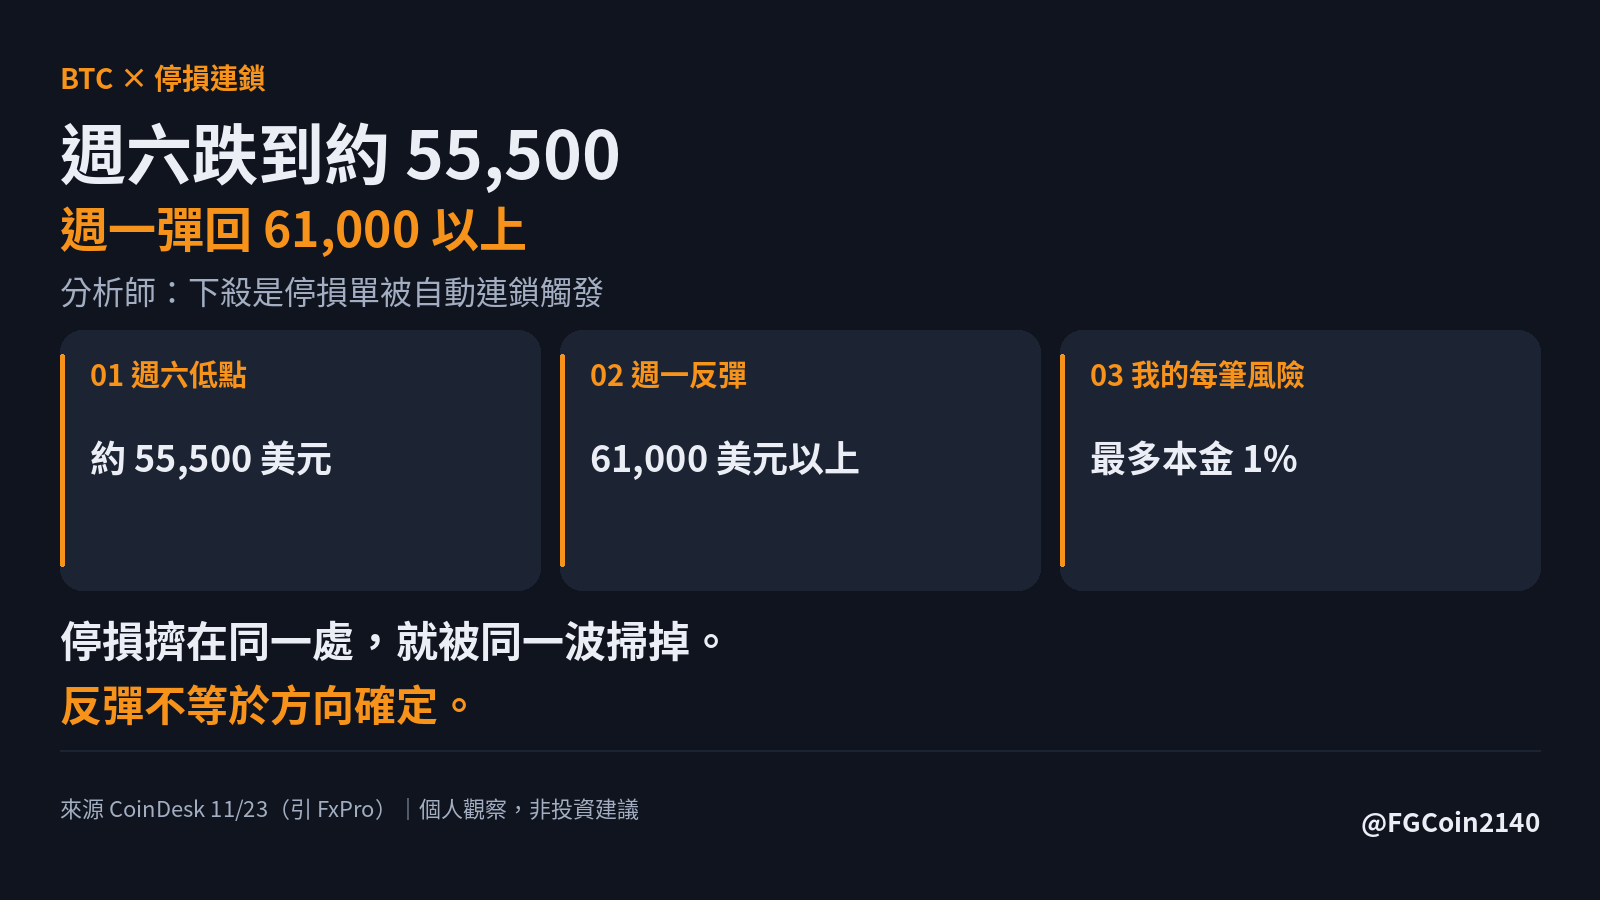 BTC × 停損連鎖
週六跌到約 55,500
週一彈回 61,000 以上
分析師：下殺是停損單被自動連鎖觸發
01 週六低點
約 55,500 美元
02 週一反彈
61,000 美元以上
03 我的每筆風險
最多本金 1%
停損擠在同一處，就被同一波掃掉。
反彈不等於方向確定。
來源 CoinDesk 11/23（引 FxPro）｜個人觀察，非投資建議
@FGCoin2140